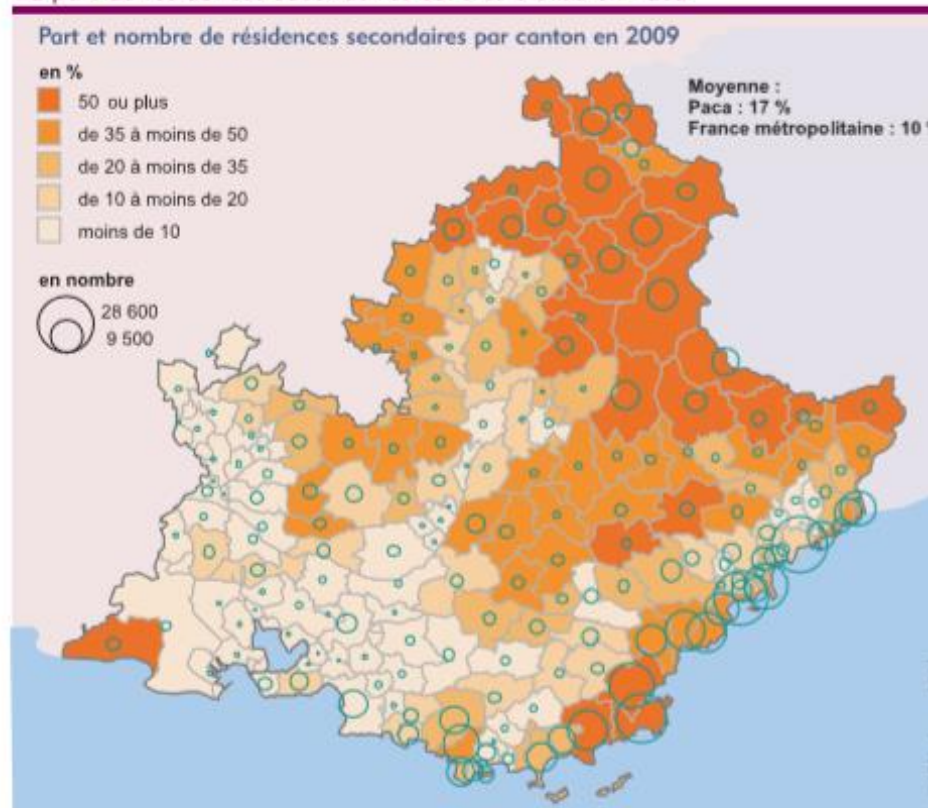 Part et nombre de résidences secondaires par canton en 2009
en %
50 ou plus
de 35 à moins de 50
de 20 à moins de 35
de 10 à moins de 20
moins de 10
en nombre
28 600
9 500
Moyenne :
Paca : 17 %
France métropolitaine : 10